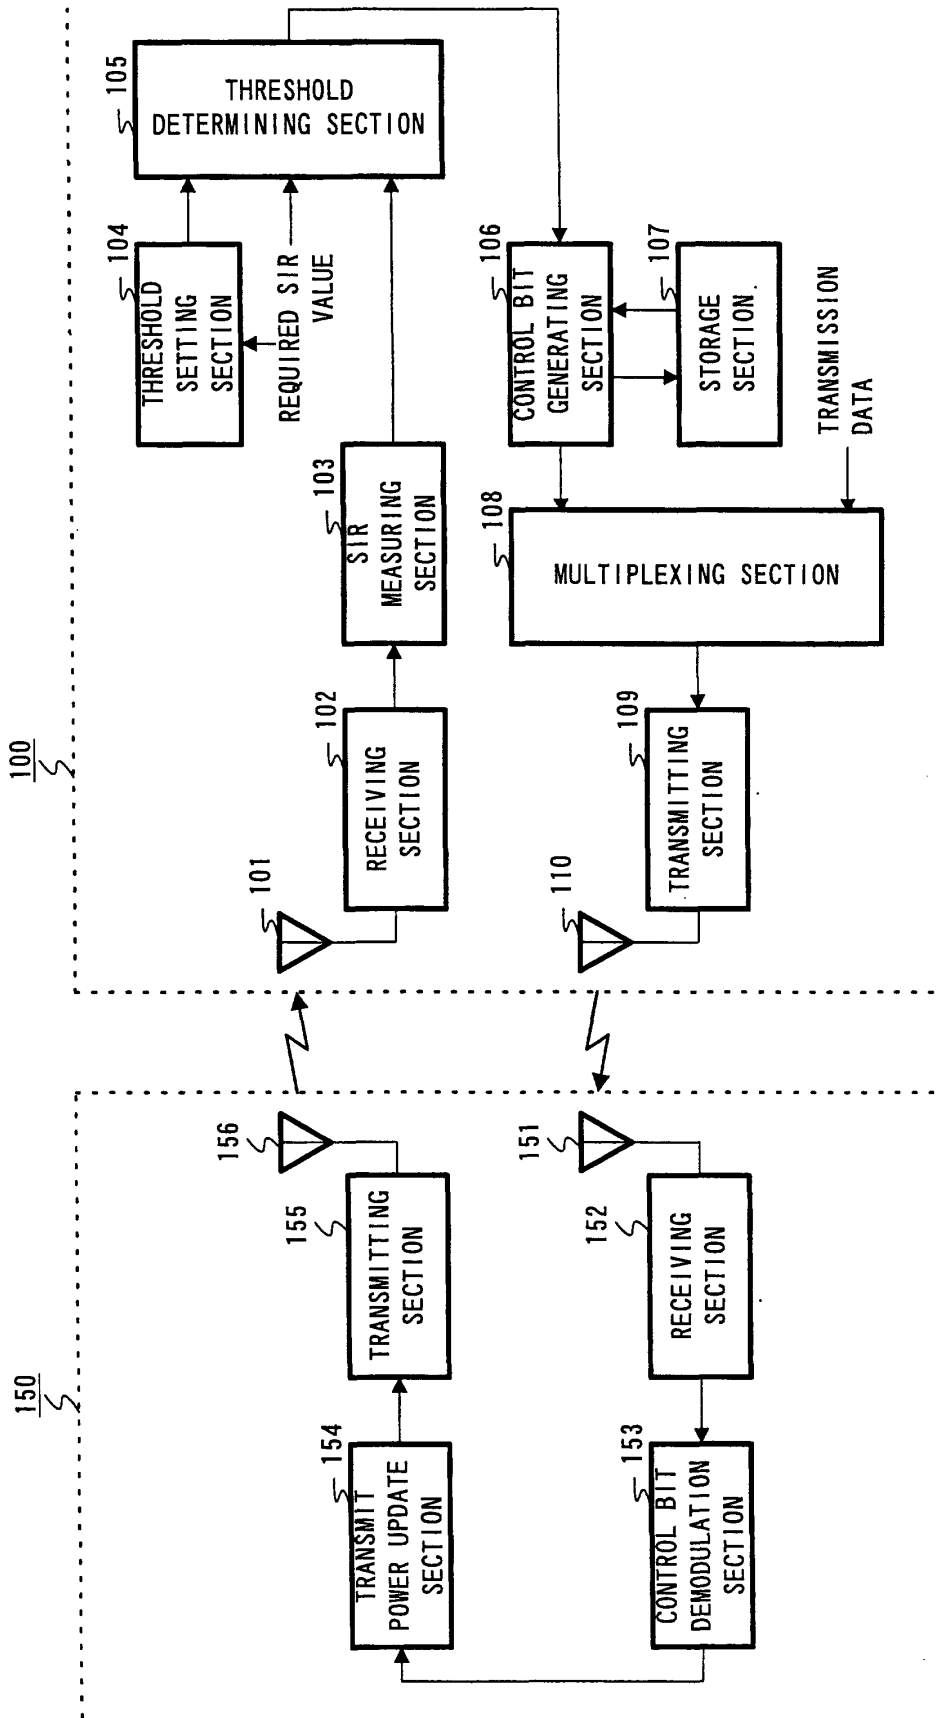 100
105
THRESHOLD
DETERMINING SECTION
104
THRESHOLD
SETTING
SECTION
REQUIRED SIR
VALUE
103
SIR
MEASURING
SECTION
102
RECEIVING
SECTION
101
106
CONTROL BIT
GENERATING
SECTION
107
STORAGE
SECTION
TRANSMISSION
DATA
108
MULTIPLEXING SECTION
109
TRANSMITTING
SECTION
110
150
156
155
TRANSMITTING
SECTION
154
TRANSMIT
POWER UPDATE
SECTION
151
152
RECEIVING
SECTION
153
CONTROL BIT
DEMODULATION
SECTION